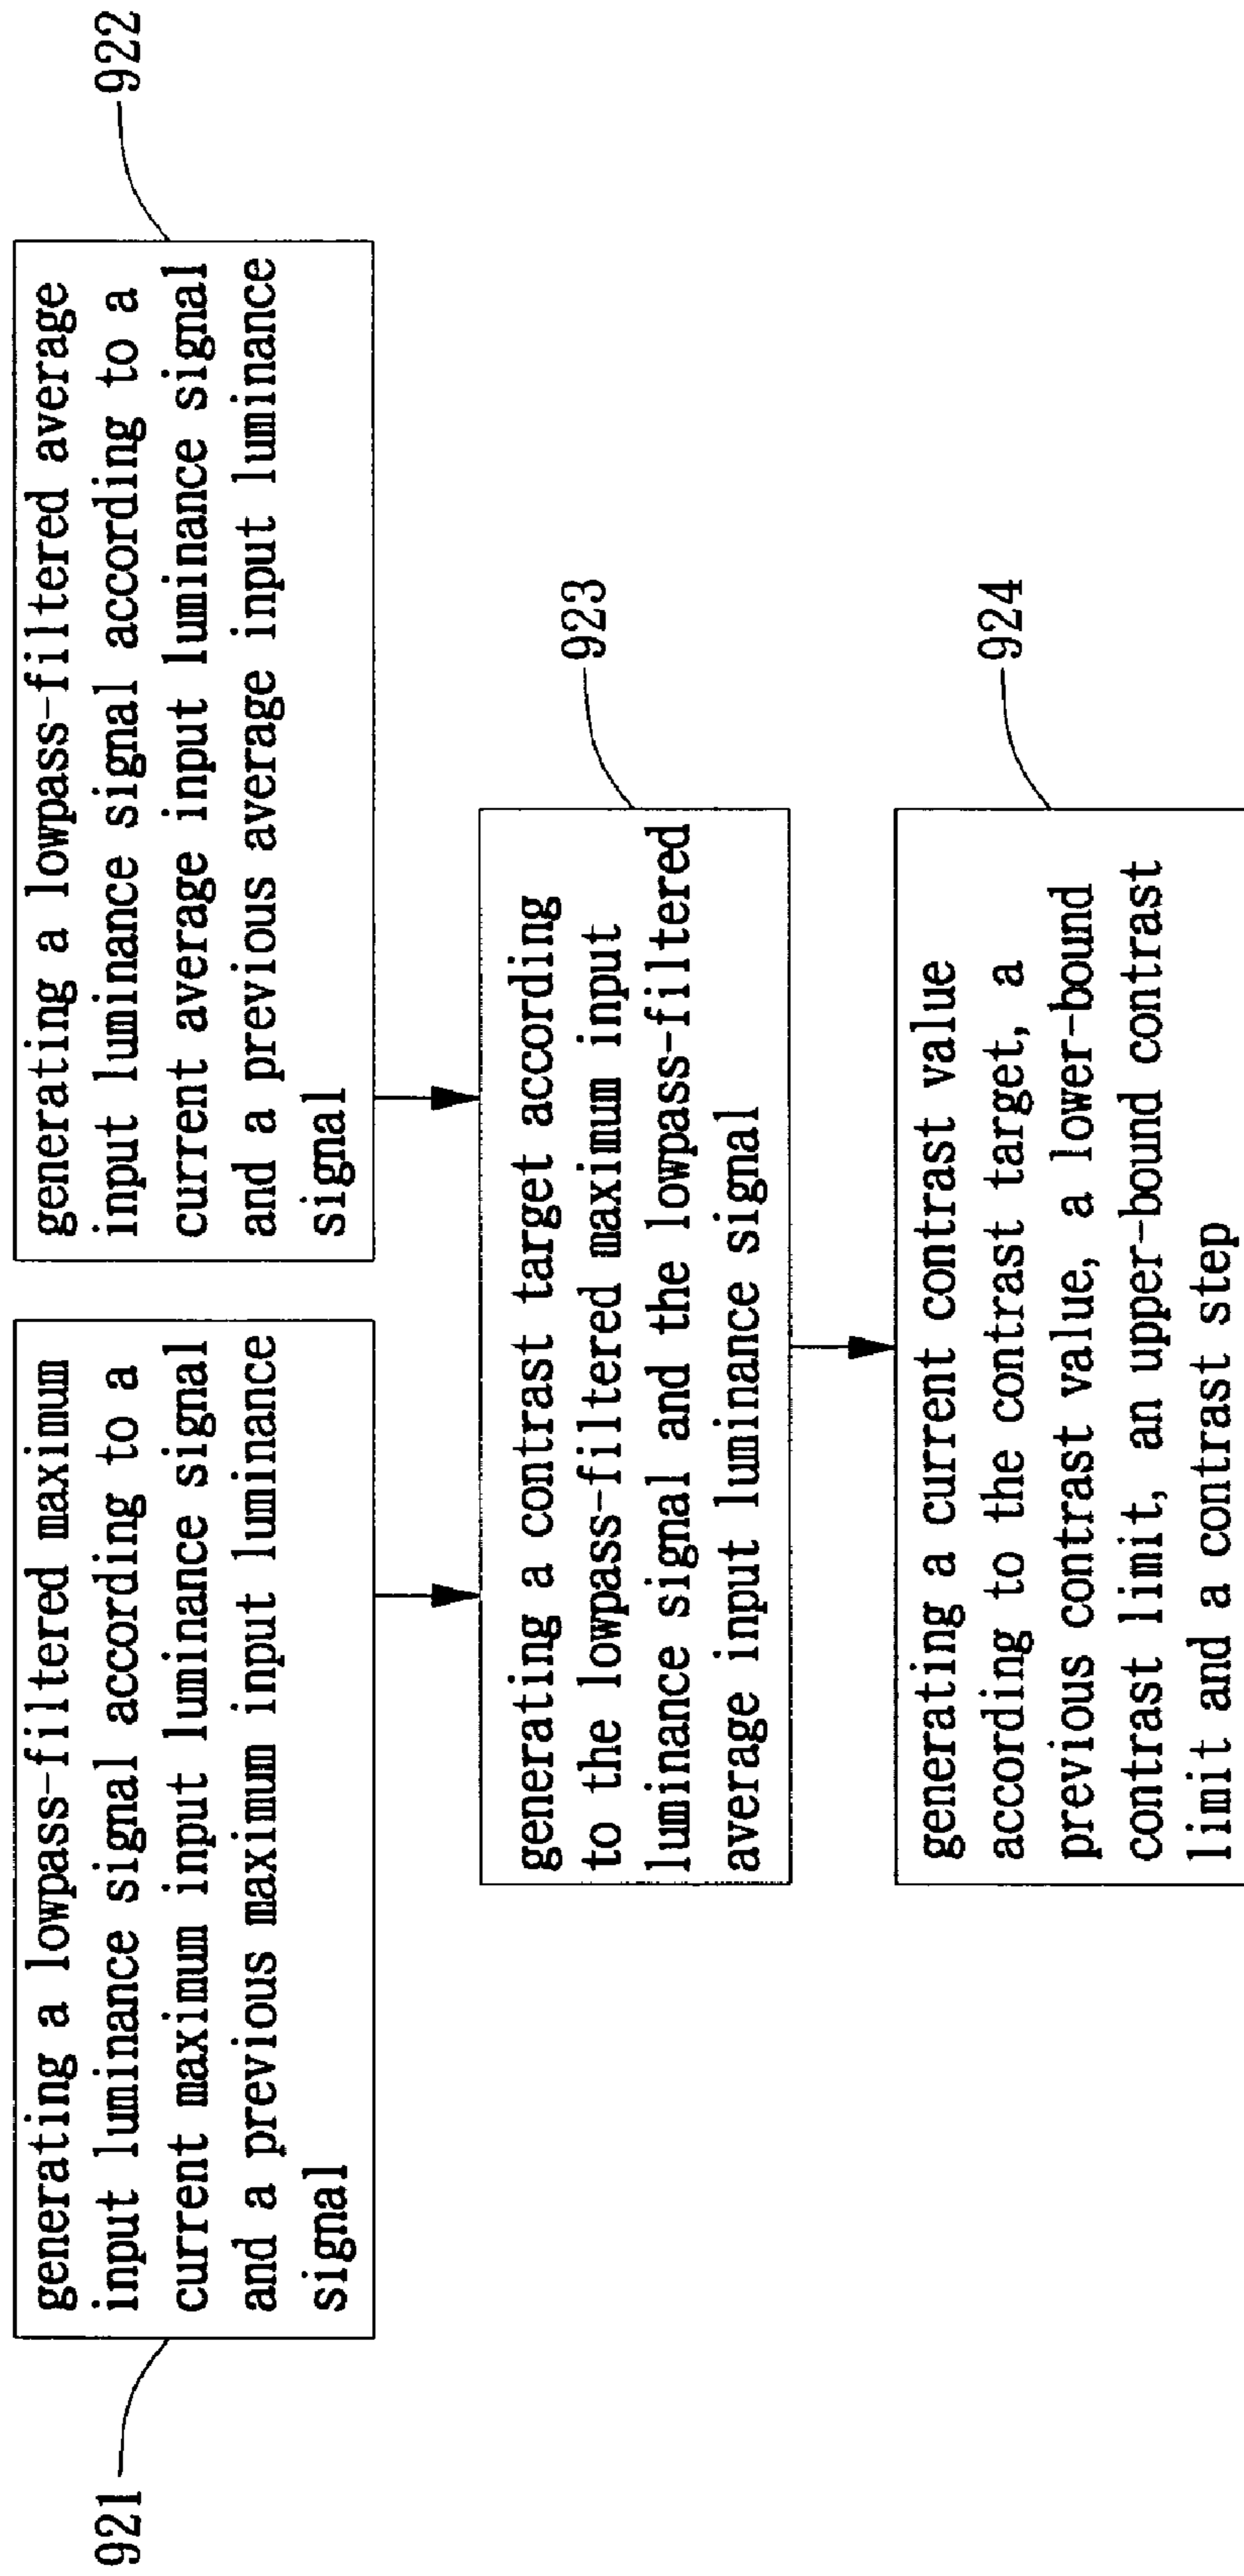 generating a lowpass-filtered maximum
input luminance signal according to a
current maximum input luminance signal
and a previous maximum input luminance
signal
921
generating a lowpass-filtered average
input luminance signal according to a
current average input luminance signal
and a previous average input luminance
signal
922
generating a contrast target according
to the lowpass-filtered maximum input
luminance signal and the lowpass-filtered
average input luminance signal
923
generating a current contrast value
according to the contrast target, a
previous contrast value, a lower-bound
contrast limit, an upper-bound contrast
limit and a contrast step
924